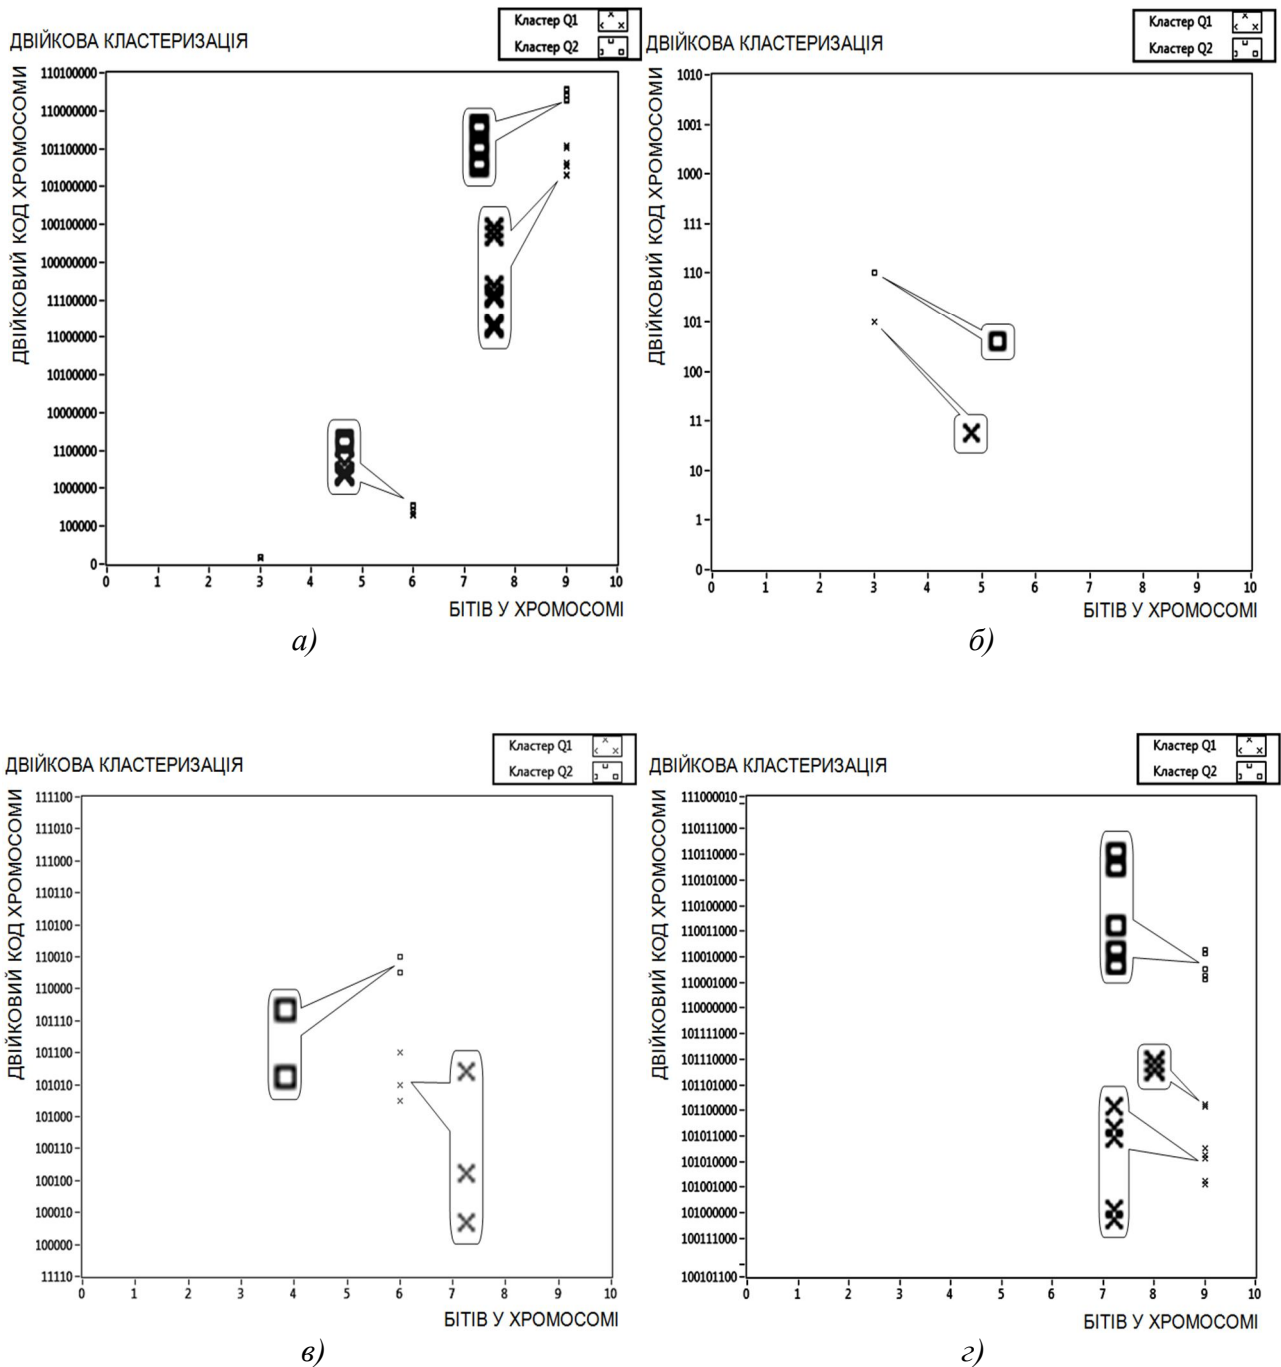 Кластер Q1
Кластер Q2
ДВІЙКОВА КЛАСТЕРИЗАЦІЯ
ДВІЙКОВИЙ КОД ХРОМОСОМИ
110100000
110000000
101100000
101000000
100100000
100000000
11100000
11000000
10100000
10000000
1100000
1000000
100000
0
0 1 2 3 4 5 6 7 8 9 10
БІТІВ У ХРОМОСОМІ
а)
Кластер Q1
Кластер Q2
ДВІЙКОВА КЛАСТЕРИЗАЦІЯ
ДВІЙКОВИЙ КОД ХРОМОСОМИ
1010
1001
1000
111
110
101
100
11
10
1
0
0 1 2 3 4 5 6 7 8 9 10
БІТІВ У ХРОМОСОМІ
б)
Кластер Q1
Кластер Q2
ДВІЙКОВА КЛАСТЕРИЗАЦІЯ
ДВІЙКОВИЙ КОД ХРОМОСОМИ
111100
111010
111000
110110
110100
110010
110000
101110
101100
101010
101000
100110
100100
100010
100000
11110
0 1 2 3 4 5 6 7 8 9 10
БІТІВ У ХРОМОСОМІ
в)
Кластер Q1
Кластер Q2
ДВІЙКОВА КЛАСТЕРИЗАЦІЯ
ДВІЙКОВИЙ КОД ХРОМОСОМИ
111000010
110111000
110110000
110101000
110100000
110011000
110010000
110001000
110000000
101111000
101110000
101101000
101100000
101011000
101010000
101001000
101000000
100111000
100101100
0 1 2 3 4 5 6 7 8 9 10
БІТІВ У ХРОМОСОМІ
г)